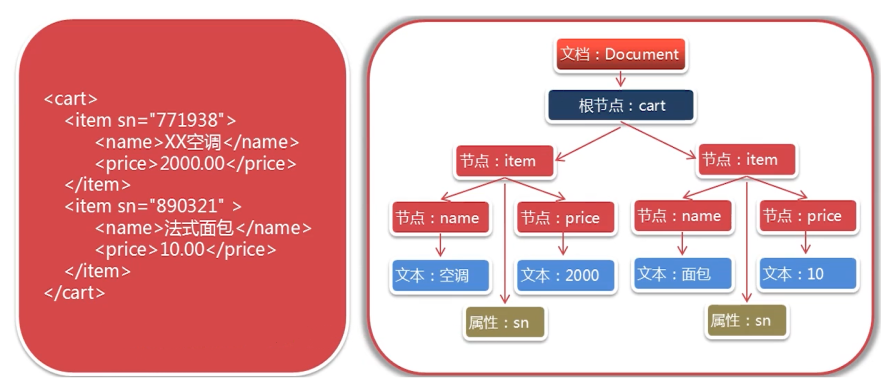 <cart>
<item sn="771938">
<name>XX空调</name>
<price>2000.00</price>
</item>
<item sn="890321" >
<name>法式面包</name>
<price>10.00</price>
</item>
</cart>
文档：Document
根节点：cart
节点：item
节点：item
节点：name
节点：price
节点：name
节点：price
文本：空调
文本：2000
文本：面包
文本：10
属性：sn
属性：sn